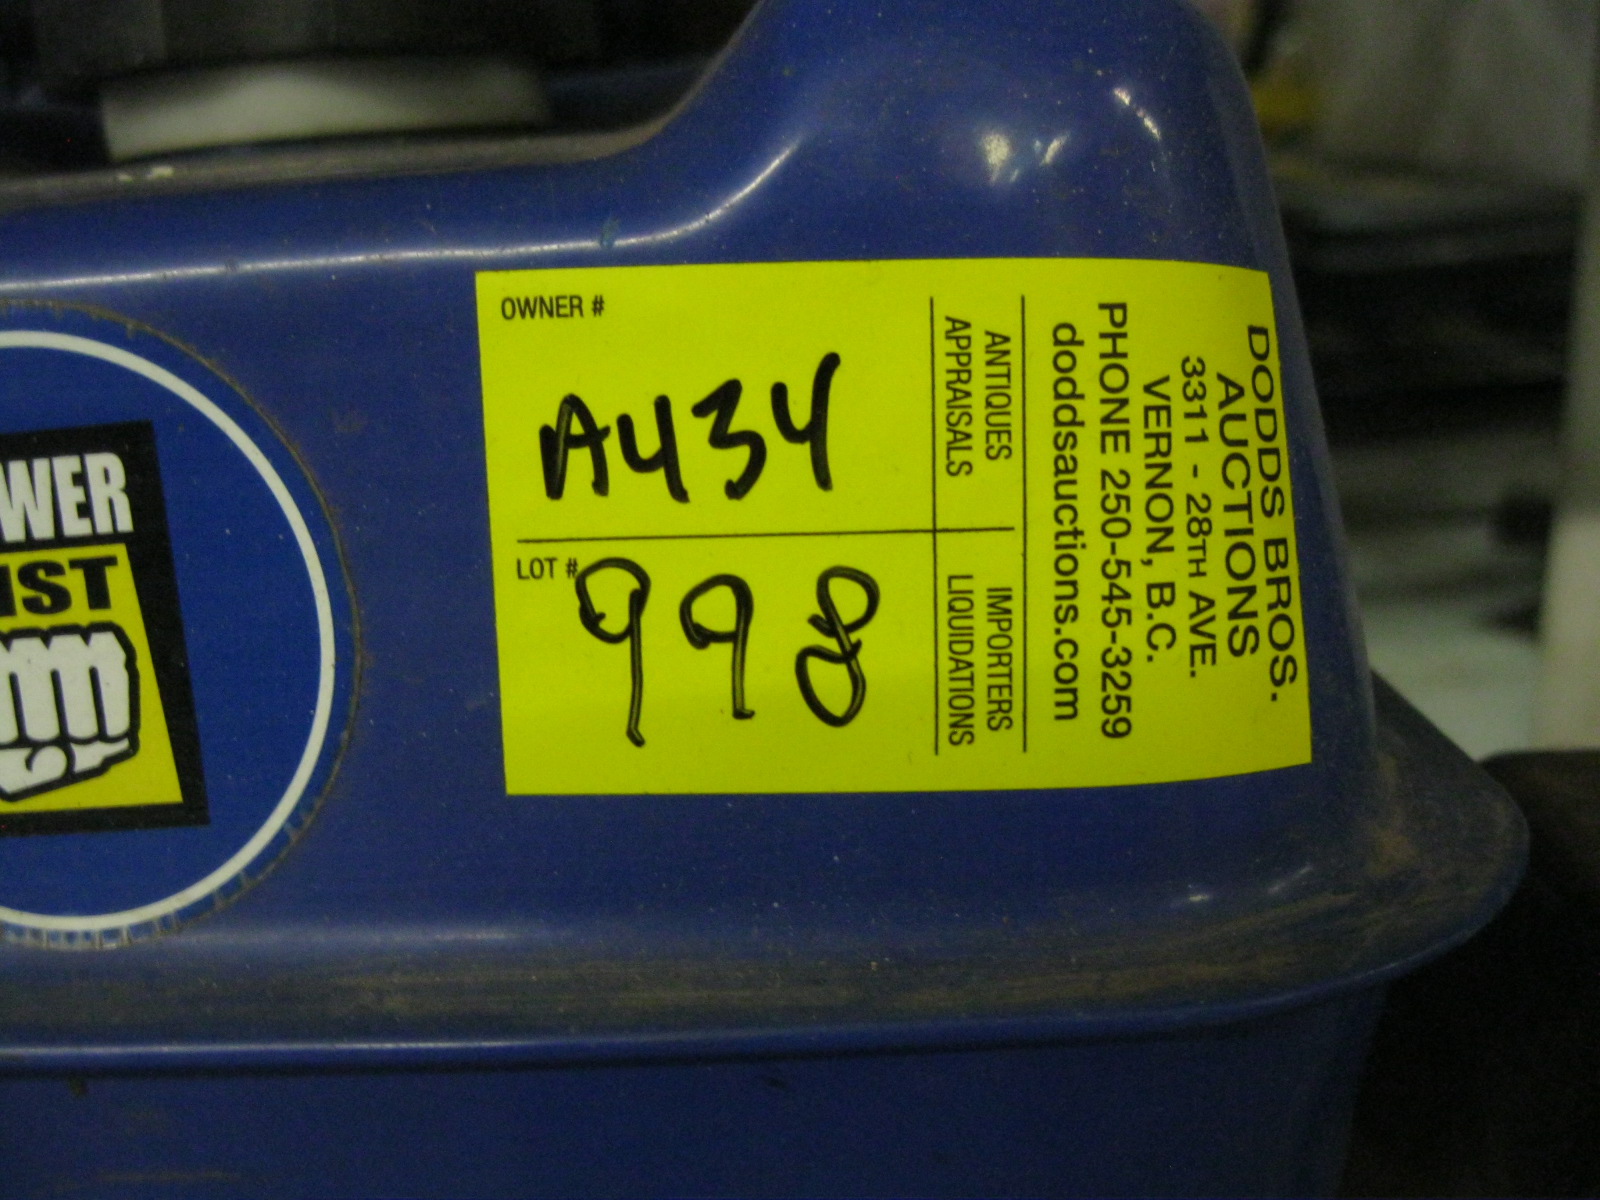 WER
IST
OWNER #
A434
LOT #
998
ANTIQUES
APPRAISALS
IMPORTERS
LIQUIDATIONS
DODDS BROS.
AUCTIONS
3311 - 28TH AVE.
VERNON, B.C.
PHONE 250-545-3259
doddsauctions.com